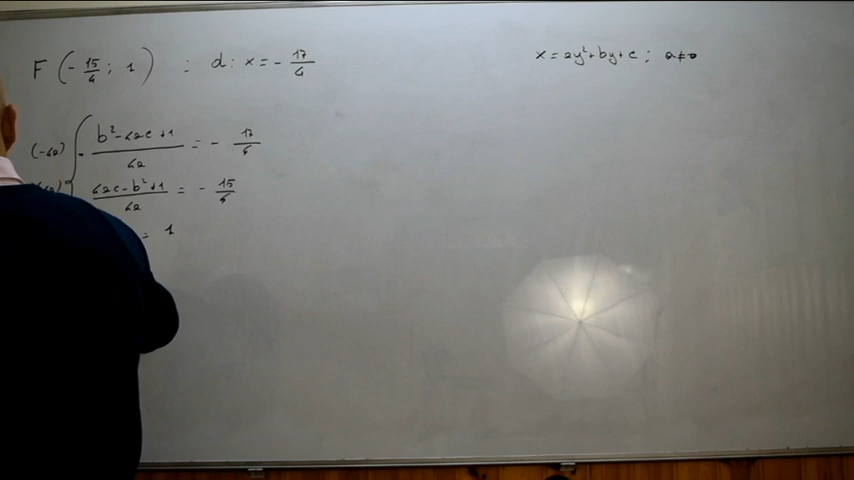 F (-15/4 ; 1) : d : x = - 17/4
x = ay²+by+c ; a≠0
(-4a) - b²-4ac+1 / 4a = - 17/4
4ac-b²+1 / 4a = - 15/4
= 1